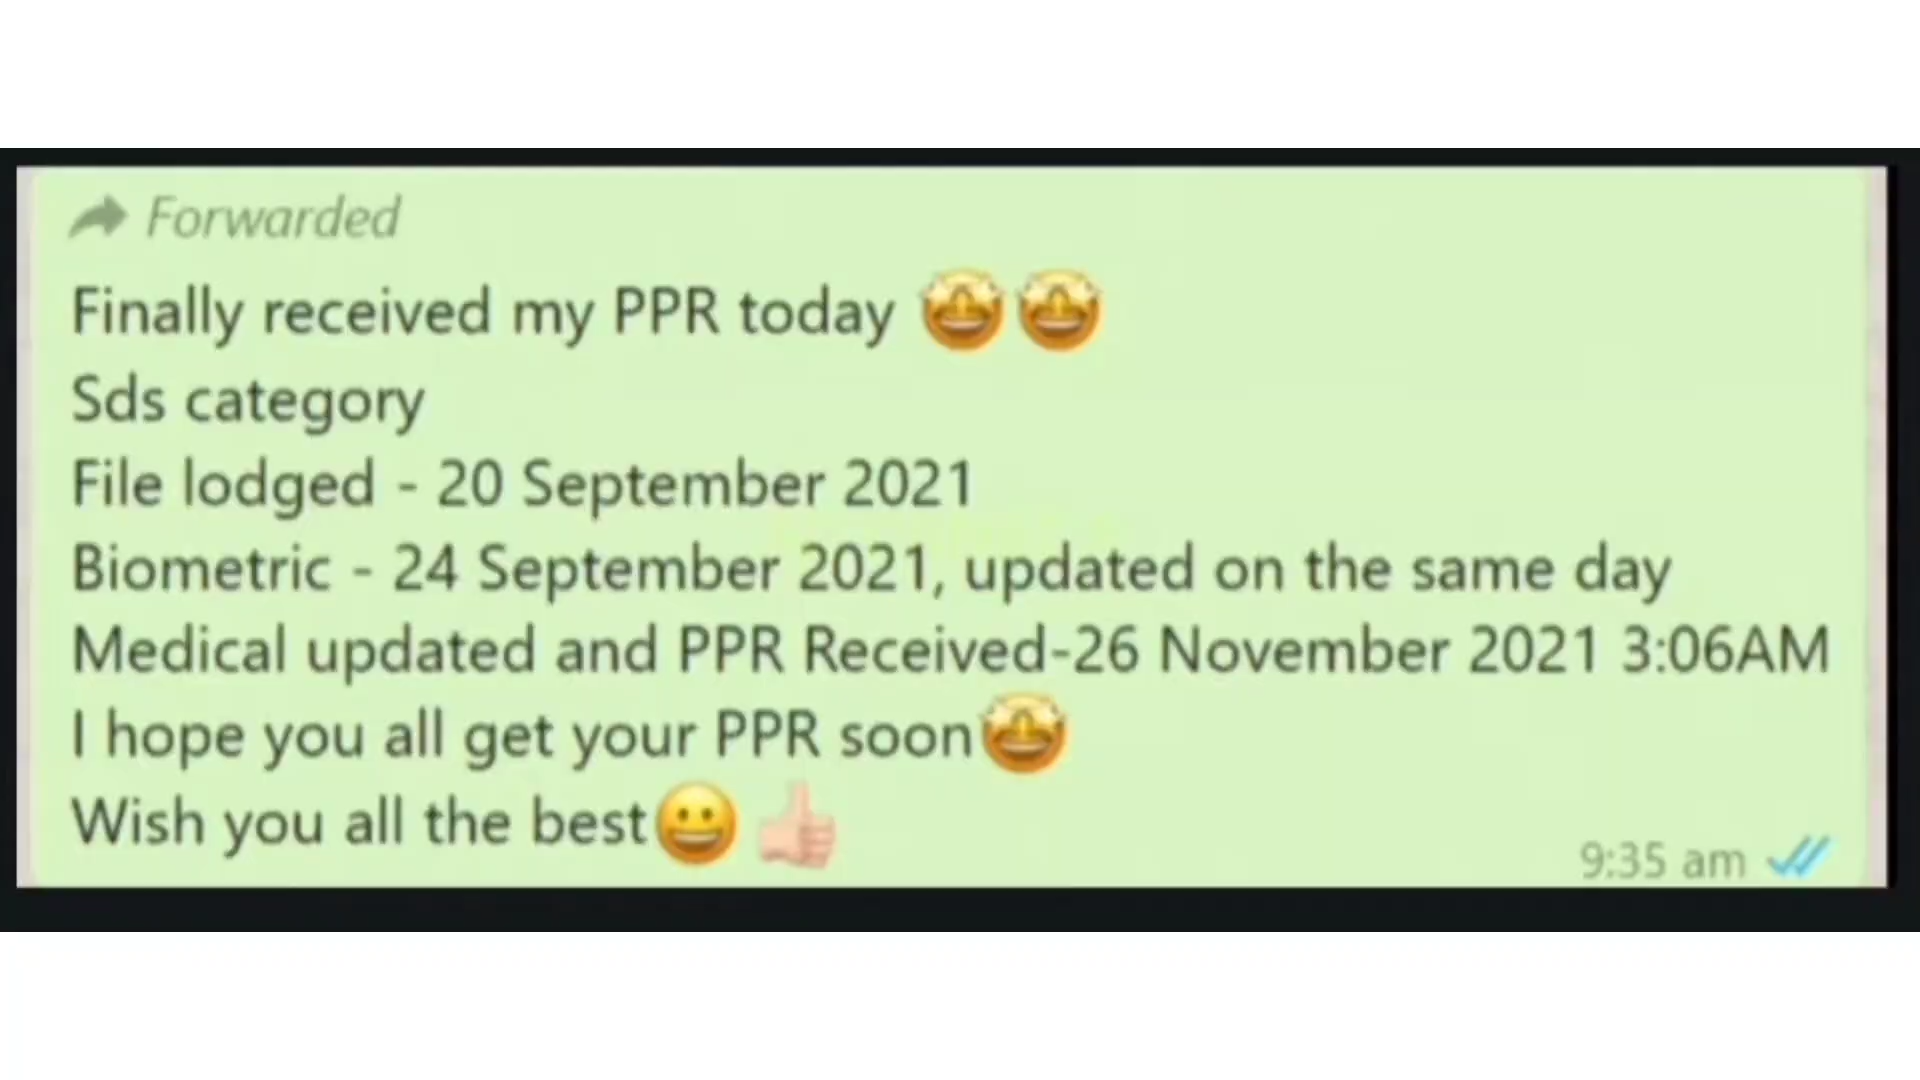 Forwarded
Finally received my PPR today 🤩🤩
Sds category
File lodged - 20 September 2021
Biometric - 24 September 2021, updated on the same day
Medical updated and PPR Received-26 November 2021 3:06AM
I hope you all get your PPR soon🤩
Wish you all the best😀👍🏻
9:35 am